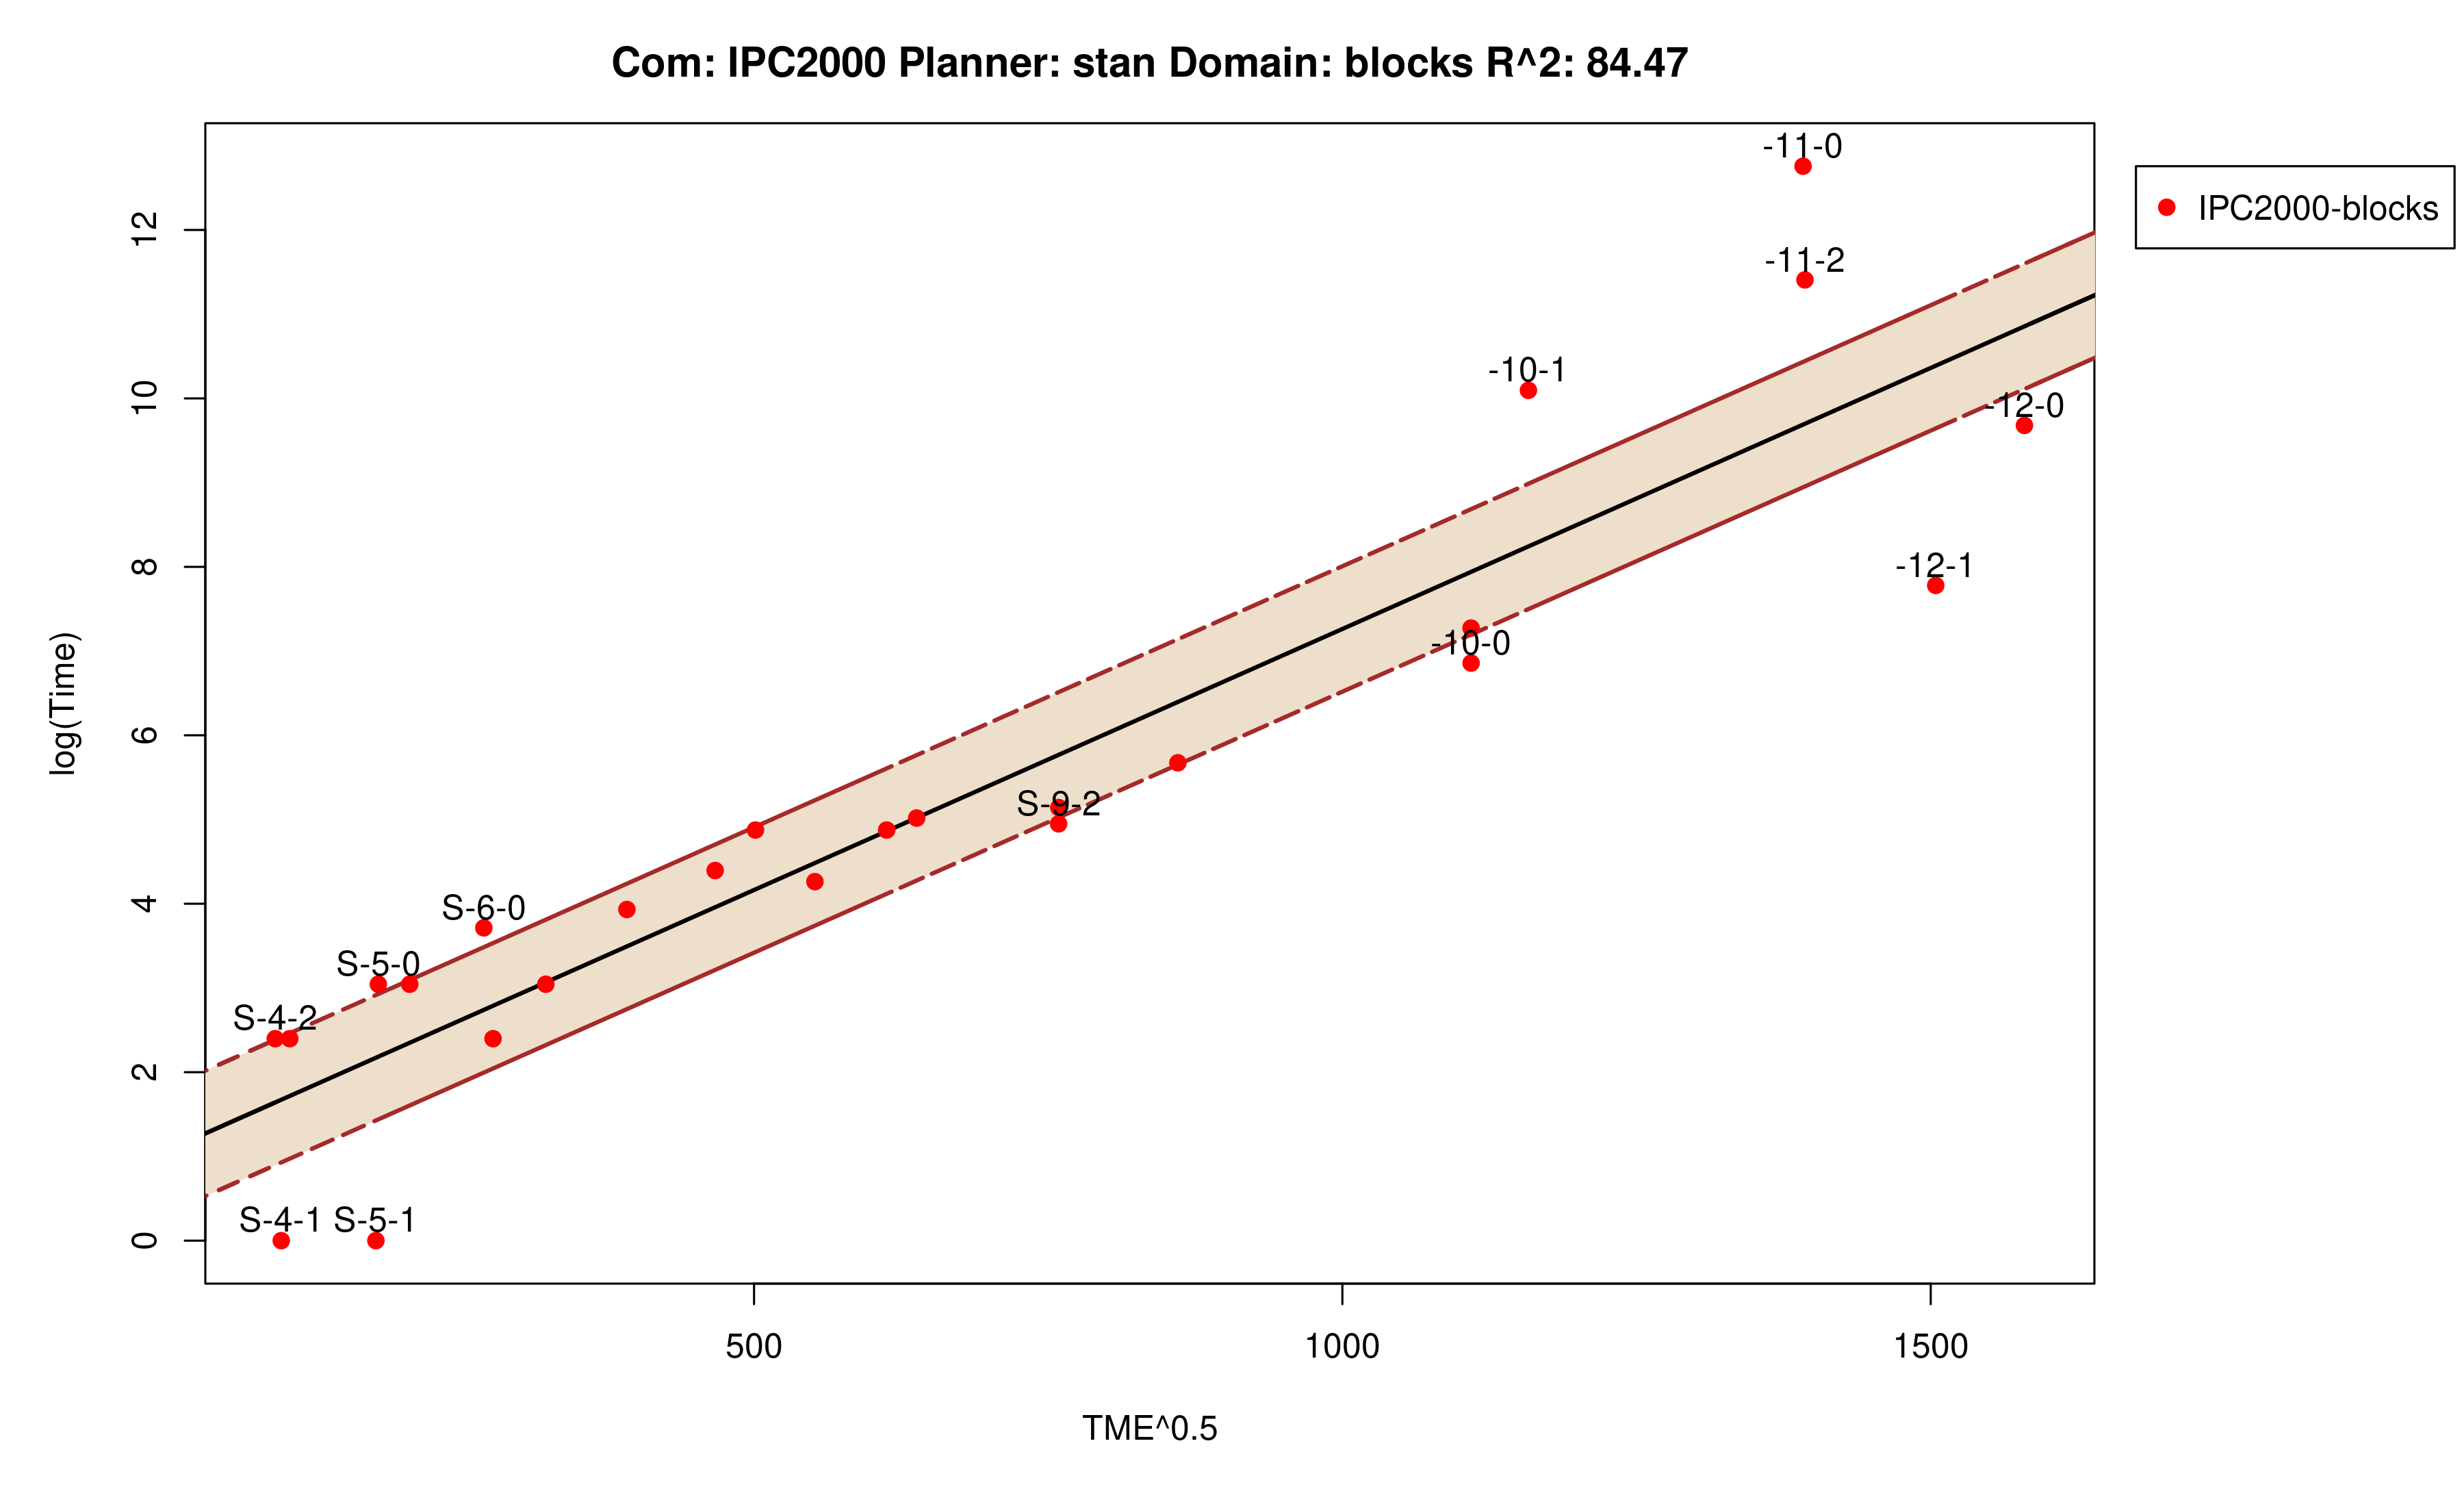 Com: IPC2000 Planner: stan Domain: blocks R^2: 84.47
-11-0
IPC2000-blocks
12
-11-2
-10-1
10
-12-0
8
-12-1
-10-0
log(Time)
6
S-9-2
4
S-6-0
S-5-0
S-4-2
2
S-4-1 S-5-1
0
500 1000 1500
TME^0.5